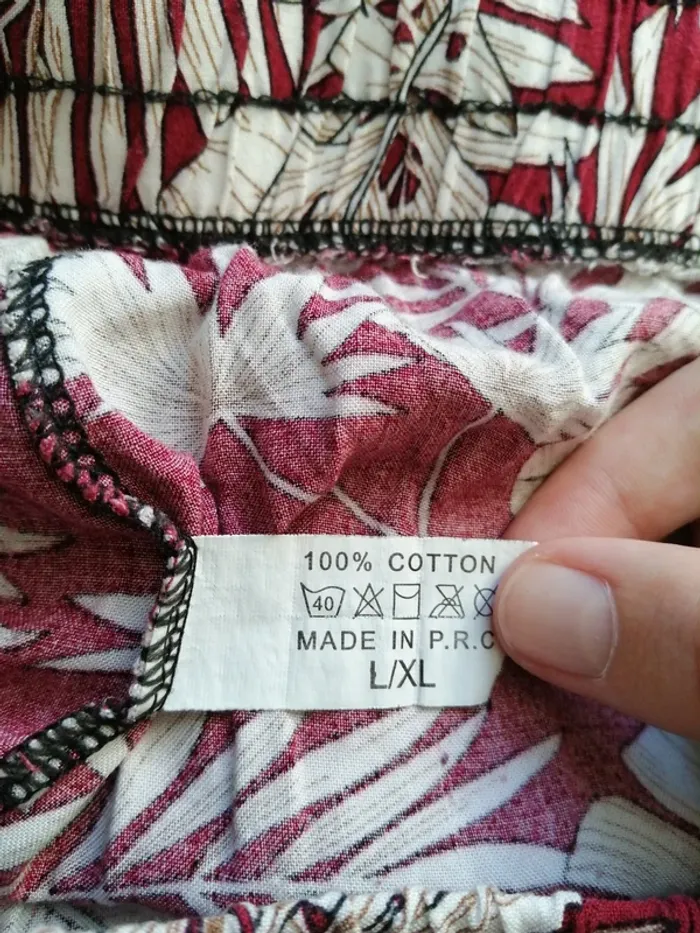 100% COTTON
40
MADE IN P.R.C
L/XL